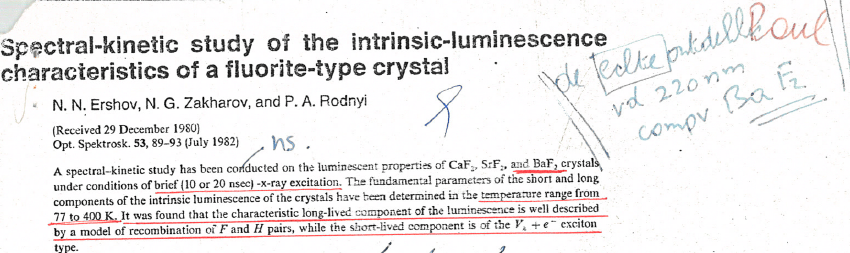 Spectral-kinetic study of the intrinsic-luminescence
characteristics of a fluorite-type crystal
N. N. Ershov, N. G. Zakharov, and P. A. Rodnyi
(Received 29 December 1980)
Opt. Spektrosk. 53, 89–93 (July 1982)
ns.
A spectral-kinetic study has been conducted on the luminescent properties of CaF₂, SrF₂, and BaF₂ crystals
under conditions of brief (10 or 20 nsec) -x-ray excitation. The fundamental parameters of the short and long
components of the intrinsic luminescence of the crystals have been determined in the temperature range from
77 to 400 K. It was found that the characteristic long-lived component of the luminescence is well described
by a model of recombination of F and H pairs, while the short-lived component is of the Vₖ + e⁻ exciton
type.
de
220 nm
Ba F₂